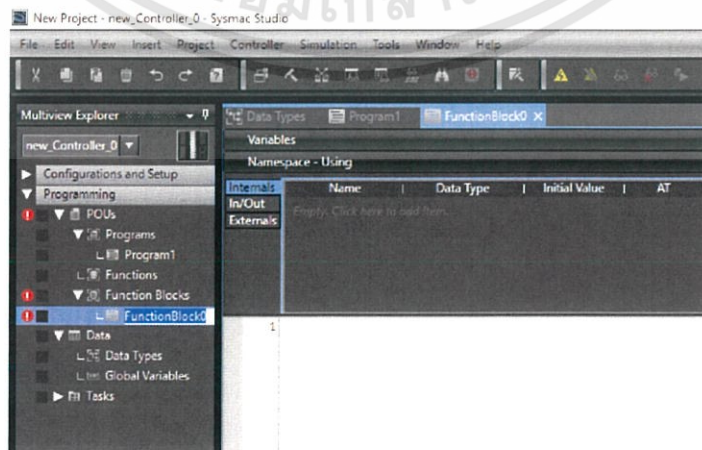 New Project - new_Controller_0 - Sysmac Studio
File Edit View Insert Project Controller Simulation Tools Window Help
Multiview Explorer
new_Controller_0
Configurations and Setup
Programming
POUs
Programs
Program1
Functions
Function Blocks
FunctionBlock0
Data
Data Types
Global Variables
Tasks
Data Types Program1 FunctionBlock0
Variables
Namespace - Using
Internals
In/Out
Externals
Name Data Type Initial Value AT
Empty. Click here to add Item.
1